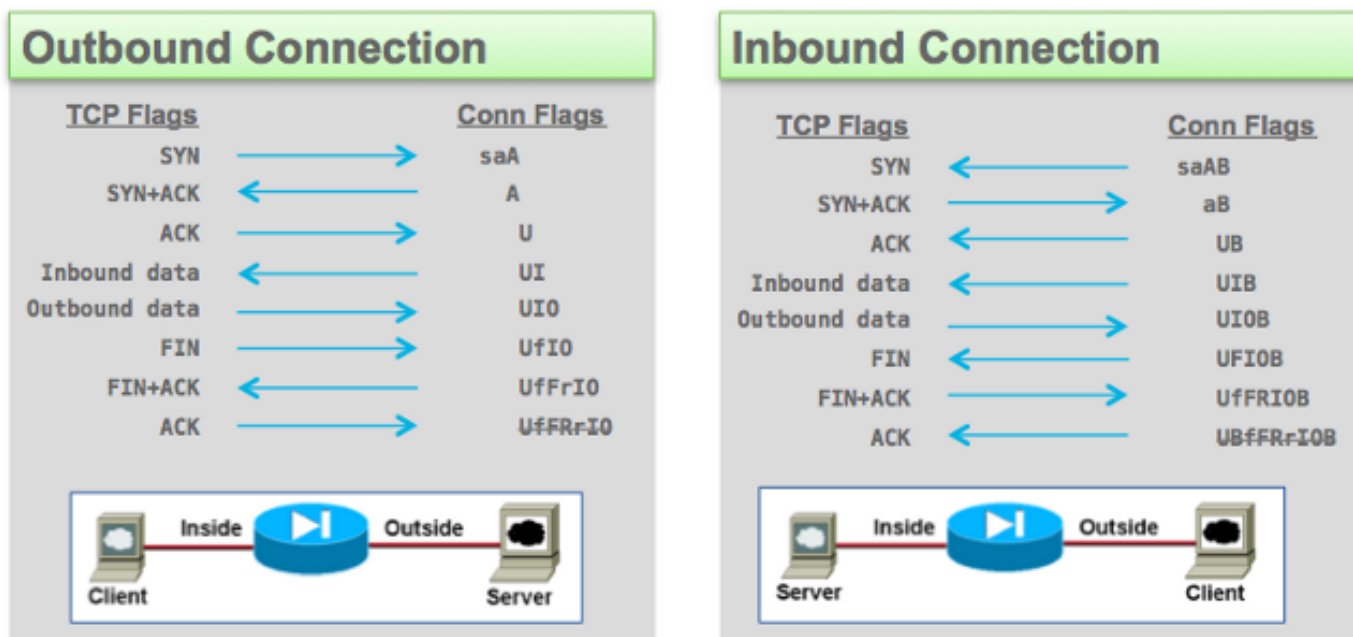 Outbound Connection
TCP Flags Conn Flags
SYN saA
SYN+ACK A
ACK U
Inbound data UI
Outbound data UIO
FIN UfIO
FIN+ACK UfFrIO
ACK UfFRrIO
Inside Outside
Client Server
Inbound Connection
TCP Flags Conn Flags
SYN saAB
SYN+ACK aB
ACK UB
Inbound data UIB
Outbound data UIOB
FIN UFIOB
FIN+ACK UfFRIOB
ACK UBfFRrIOB
Inside Outside
Server Client